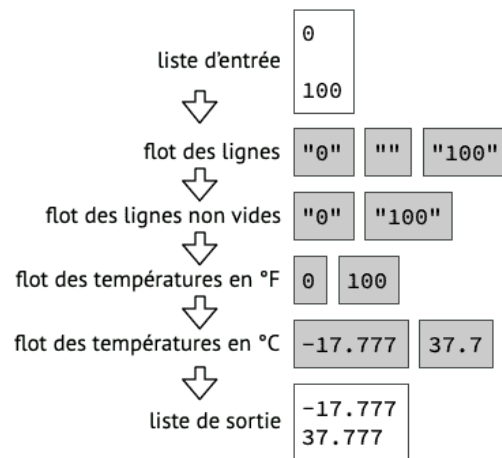 liste d’entrée
0
100
flot des lignes "0" "" "100"
flot des lignes non vides "0" "100"
flot des températures en °F 0 100
flot des températures en °C -17.777 37.7
liste de sortie
-17.777
37.777